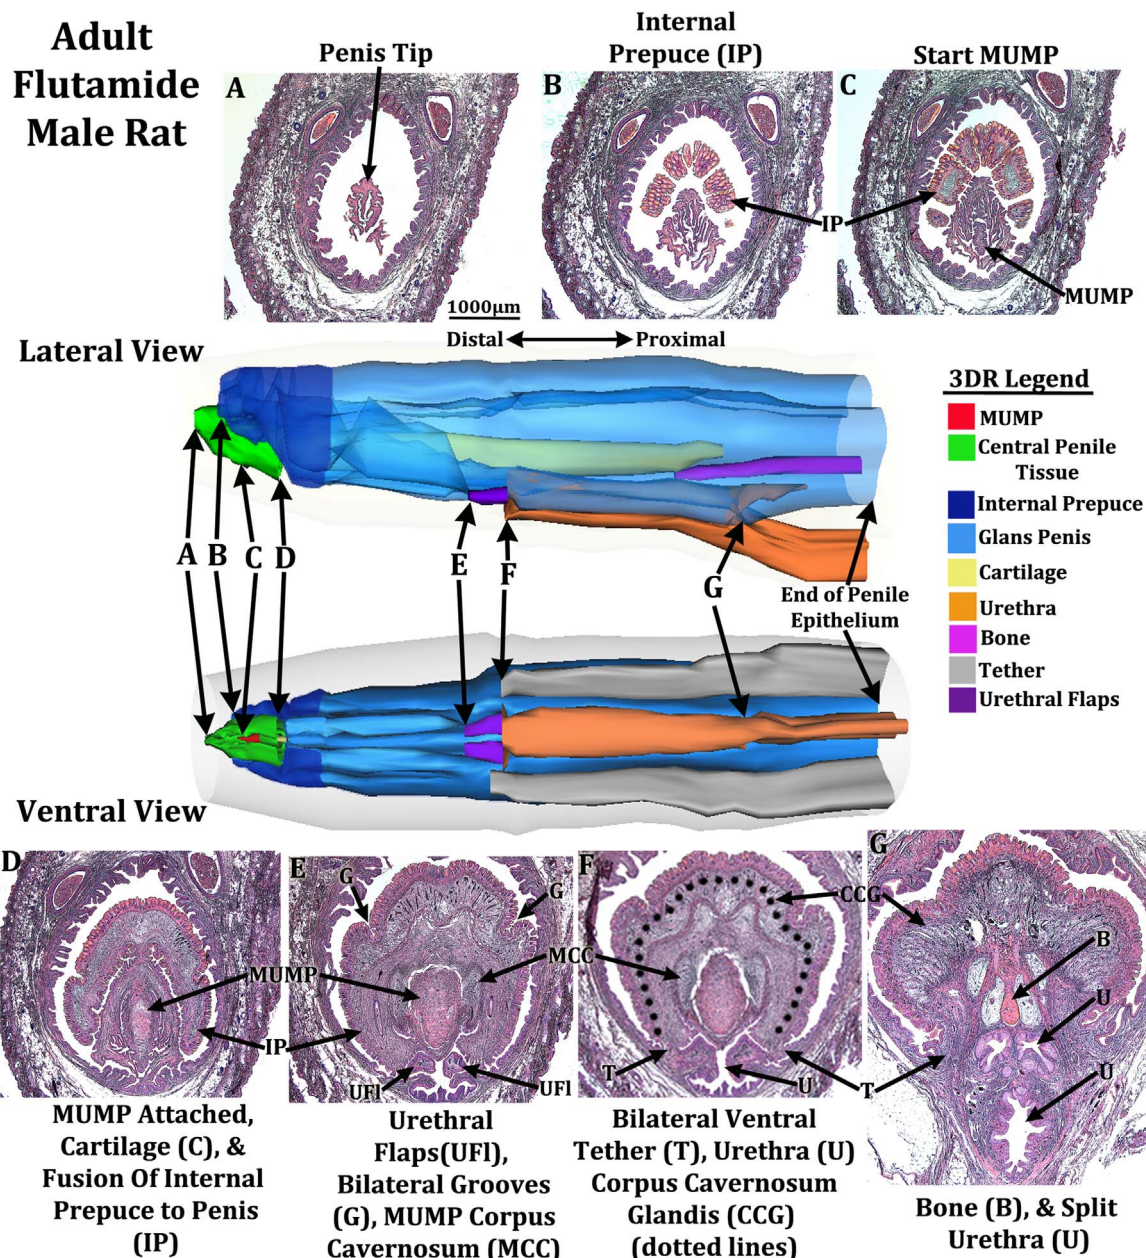 Adult
Flutamide
Male Rat
Penis Tip
Internal
Prepuce (IP)
Start MUMP
A
B
C
IP
MUMP
1000µm
Distal
Proximal
Lateral View
3DR Legend
MUMP
Central Penile
Tissue
Internal Prepuce
Glans Penis
Cartilage
Urethra
Bone
Tether
Urethral Flaps
A
B
C
D
E
F
G
End of Penile
Epithelium
Ventral View
D
E
F
G
G
G
CCG
MUMP
MCC
B
U
IP
UFl
UFl
T
U
T
U
MUMP Attached,
Cartilage (C), &
Fusion Of Internal
Prepuce to Penis
(IP)
Urethral
Flaps(UFl),
Bilateral Grooves
(G), MUMP Corpus
Cavernosum (MCC)
Bilateral Ventral
Tether (T), Urethra (U)
Corpus Cavernosum
Glandis (CCG)
(dotted lines)
Bone (B), & Split
Urethra (U)